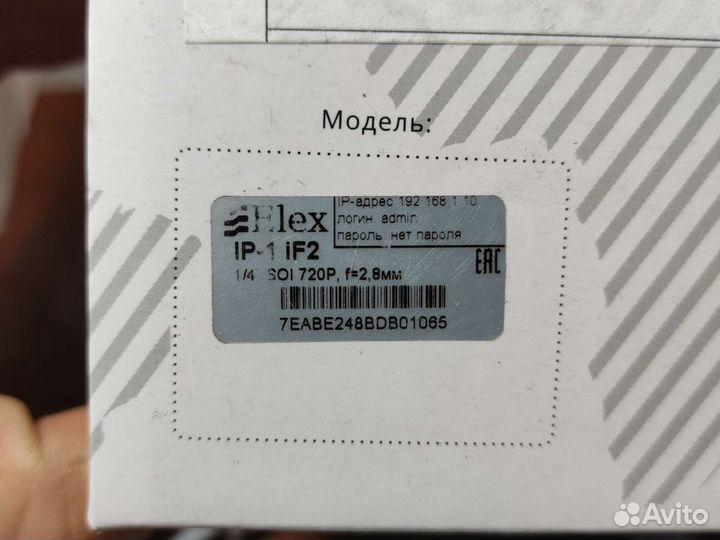 Модель:
Elex
IP-адрес 192 168 1 10
логин admin
пароль нет пароля
IP-1 iF2
EAC
1/4" SOI 720P, f=2,8мм
7EABE248BDB01065
Avito